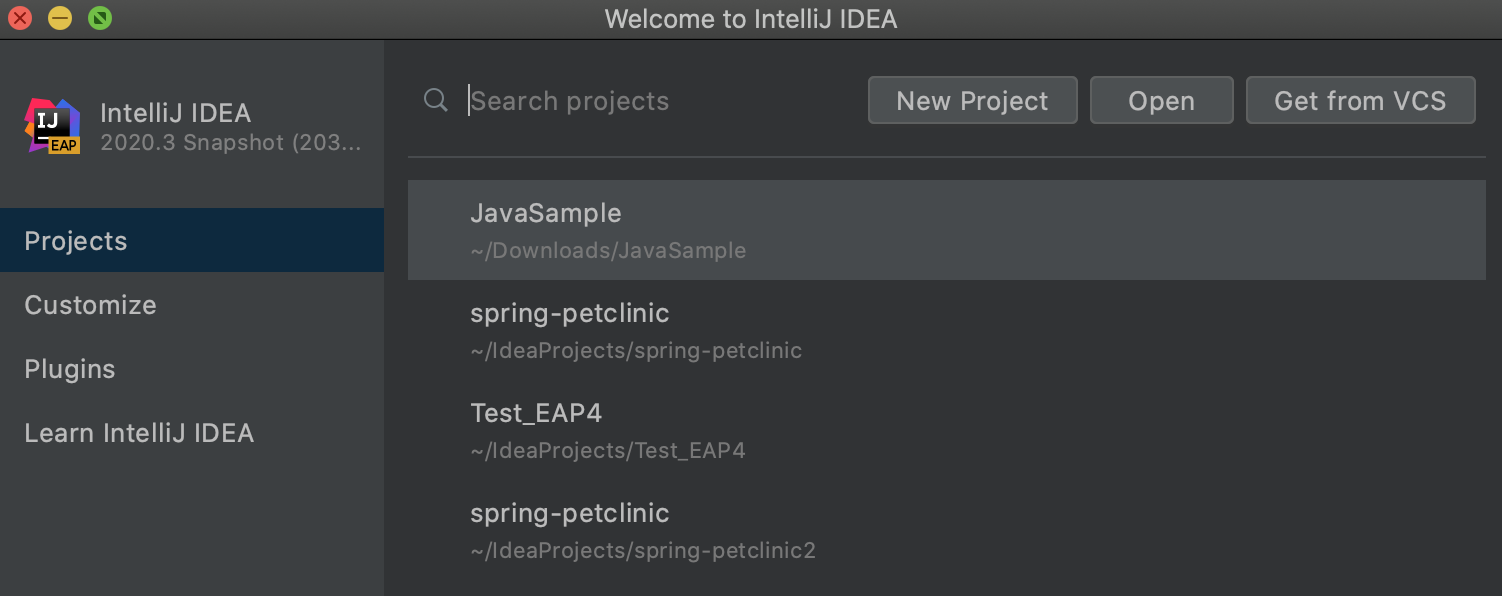 Welcome to IntelliJ IDEA
IJ
EAP
IntelliJ IDEA
2020.3 Snapshot (203...
Projects
Customize
Plugins
Learn IntelliJ IDEA
Search projects
New Project
Open
Get from VCS
JavaSample
~/Downloads/JavaSample
spring-petclinic
~/IdeaProjects/spring-petclinic
Test_EAP4
~/IdeaProjects/Test_EAP4
spring-petclinic
~/IdeaProjects/spring-petclinic2